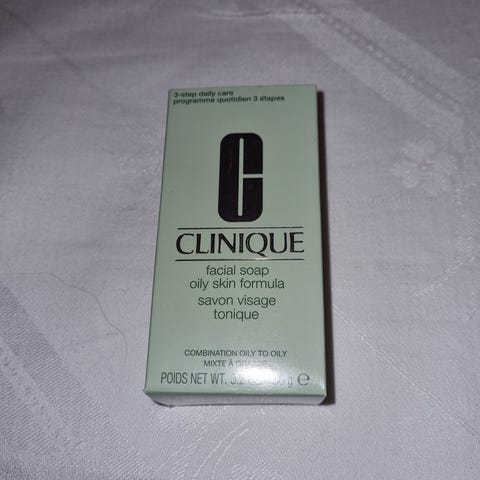 3-step daily care
programme quotidien 3 étapes
C
CLINIQUE
facial soap
oily skin formula
savon visage
tonique
COMBINATION OILY TO OILY
MIXTE À
POIDS NET WT. g e